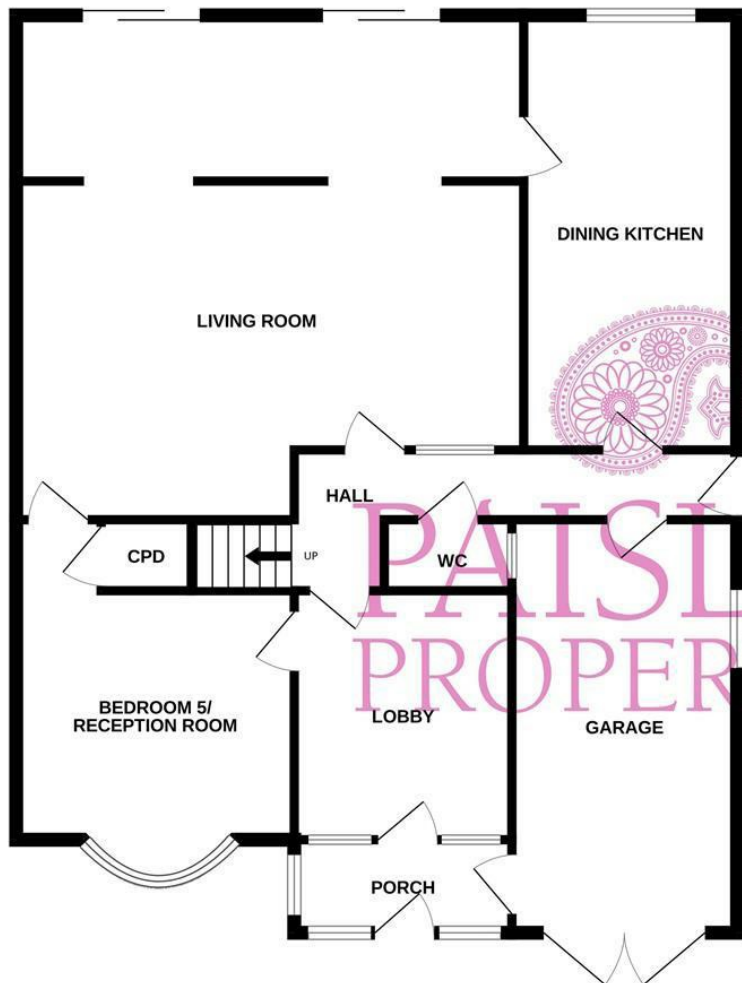 DINING KITCHEN
LIVING ROOM
HALL
CPD
UP
WC
PAISL
PROPER
BEDROOM 5/
RECEPTION ROOM
LOBBY
GARAGE
PORCH